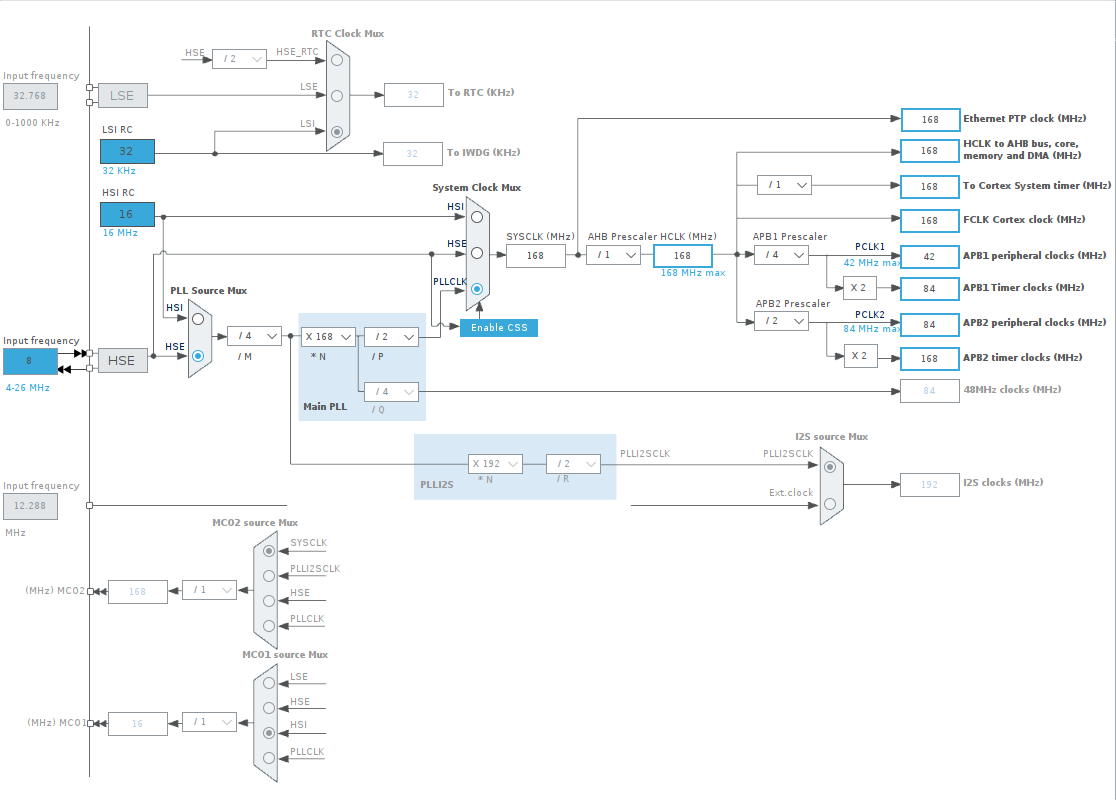 RTC Clock Mux
HSE
/ 2
HSE_RTC
Input frequency
32.768
0-1000 KHz
LSE
LSE
32
To RTC (KHz)
LSI RC
32
32 KHz
LSI
32
To IWDG (KHz)
HSI RC
16
16 MHz
System Clock Mux
HSI
HSE
PLLCLK
SYSCLK (MHz)
168
AHB Prescaler
/ 1
HCLK (MHz)
168
168 MHz max
Enable CSS
168
Ethernet PTP clock (MHz)
168
HCLK to AHB bus, core,
memory and DMA (MHz)
/ 1
168
To Cortex System timer (MHz)
168
FCLK Cortex clock (MHz)
APB1 Prescaler
/ 4
PCLK1
42 MHz max
42
APB1 peripheral clocks (MHz)
X 2
84
APB1 Timer clocks (MHz)
APB2 Prescaler
/ 2
PCLK2
84 MHz max
84
APB2 peripheral clocks (MHz)
X 2
168
APB2 timer clocks (MHz)
84
48MHz clocks (MHz)
PLL Source Mux
HSI
HSE
Input frequency
8
4-26 MHz
HSE
/ 4
/ M
X 168
* N
/ 2
/ P
/ 4
/ Q
Main PLL
X 192
* N
/ 2
/ R
PLLI2S
PLLI2SCLK
I2S source Mux
PLLI2SCLK
Ext.clock
192
I2S clocks (MHz)
Input frequency
12.288
MHz
MCO2 source Mux
SYSCLK
PLLI2SCLK
HSE
PLLCLK
(MHz) MCO2
168
/ 1
MCO1 source Mux
LSE
HSE
HSI
PLLCLK
(MHz) MCO1
16
/ 1